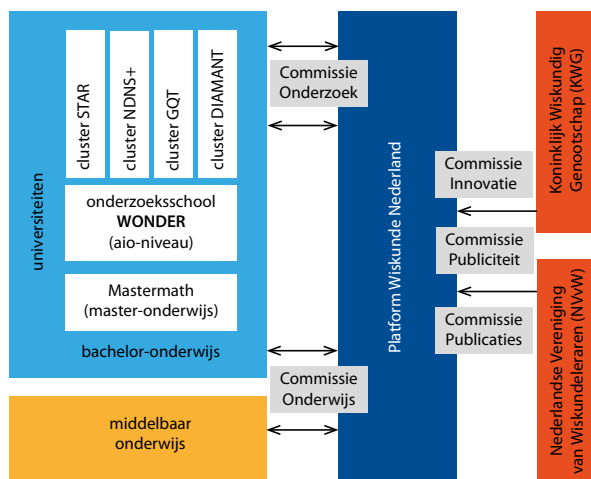 universiteiten
cluster STAR
cluster NDNS+
cluster GQT
cluster DIAMANT
onderzoeksschool
WONDER
(aio-niveau)
Mastermath
(master-onderwijs)
bachelor-onderwijs
middelbaar
onderwijs
Commissie
Onderzoek
Commissie
Onderwijs
Platform Wiskunde Nederland
Commissie
Innovatie
Commissie
Publiciteit
Commissie
Publicaties
Koninklijk Wiskundig
Genootschap (KWG)
Nederlandse Vereniging
van Wiskundeleraren (NVvW)